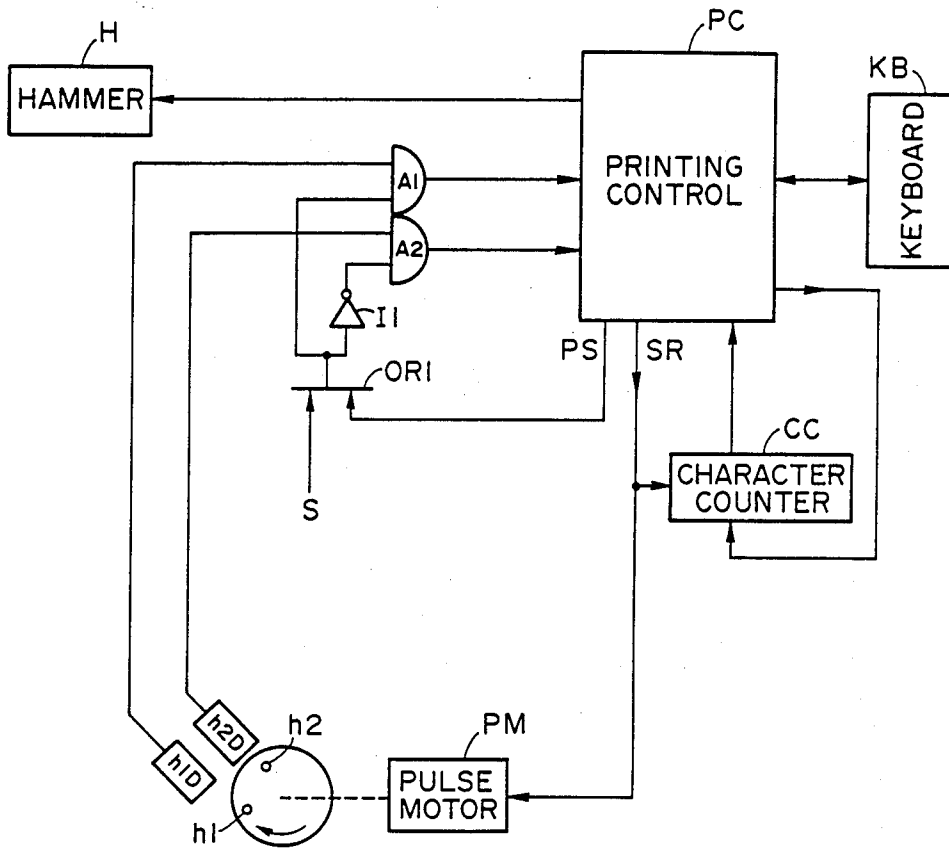 H
PC
KB
HAMMER
PRINTING
CONTROL
KEYBOARD
A1
A2
I1
PS
SR
OR1
S
CC
CHARACTER
COUNTER
h2D
h1D
h2
h1
PM
PULSE
MOTOR